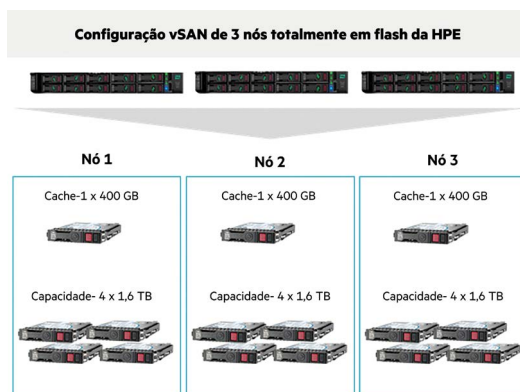 Configuração vSAN de 3 nós totalmente em flash da HPE
Nó 1
Nó 2
Nó 3
Cache-1 x 400 GB
Cache-1 x 400 GB
Cache-1 x 400 GB
Capacidade- 4 x 1,6 TB
Capacidade- 4 x 1,6 TB
Capacidade- 4 x 1,6 TB